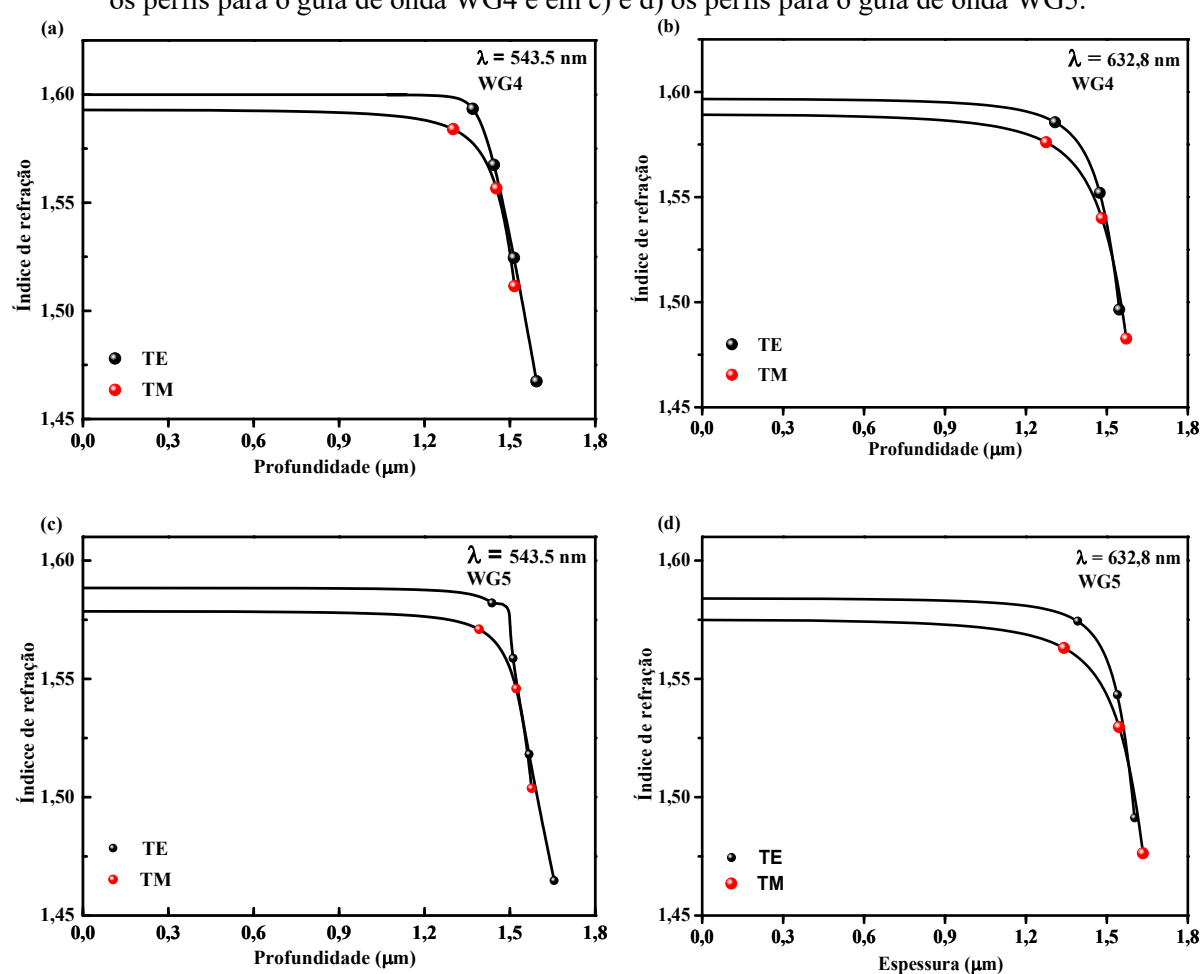 os perfis para o guia de onda WG4 e em c) e d) os perfis para o guia de onda WG5.
(a)
λ = 543.5 nm
WG4
1,60
1,55
1,50
1,45
Índice de refração
TE
TM
0,0 0,3 0,6 0,9 1,2 1,5 1,8
Profundidade (μm)
(b)
λ = 632,8 nm
WG4
1,60
1,55
1,50
1,45
Índice de refração
TE
TM
0,0 0,3 0,6 0,9 1,2 1,5 1,8
Profundidade (μm)
(c)
λ = 543.5 nm
WG5
1,60
1,55
1,50
1,45
Índicce de refração
TE
TM
0,0 0,3 0,6 0,9 1,2 1,5 1,8
Profundidade (μm)
(d)
λ = 632,8 nm
WG5
1,60
1,55
1,50
1,45
Índice de refração
TE
TM
0,0 0,3 0,6 0,9 1,2 1,5 1,8
Espessura (μm)